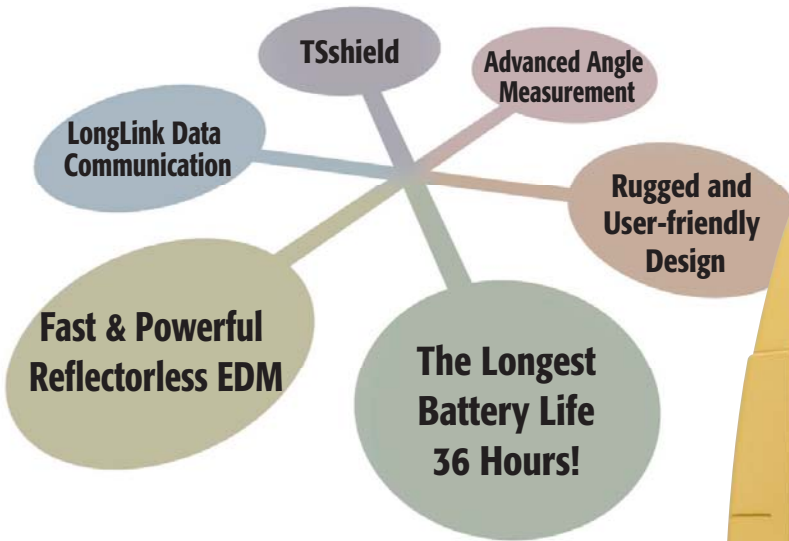 TSshield
Advanced Angle
Measurement
LongLink Data
Communication
Rugged and
User-friendly
Design
Fast & Powerful
Reflectorless EDM
The Longest
Battery Life
36 Hours!